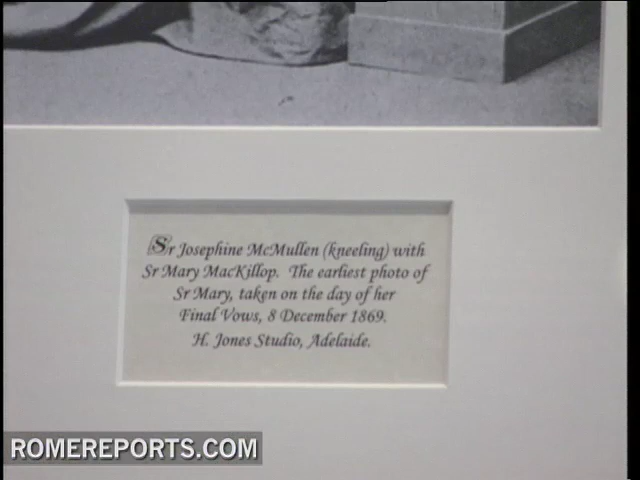 Sr Josephine McMullen (kneeling) with
Sr Mary MacKillop. The earliest photo of
Sr Mary, taken on the day of her
Final Vows, 8 December 1869.
H. Jones Studio, Adelaide.
ROMEREPORTS.COM